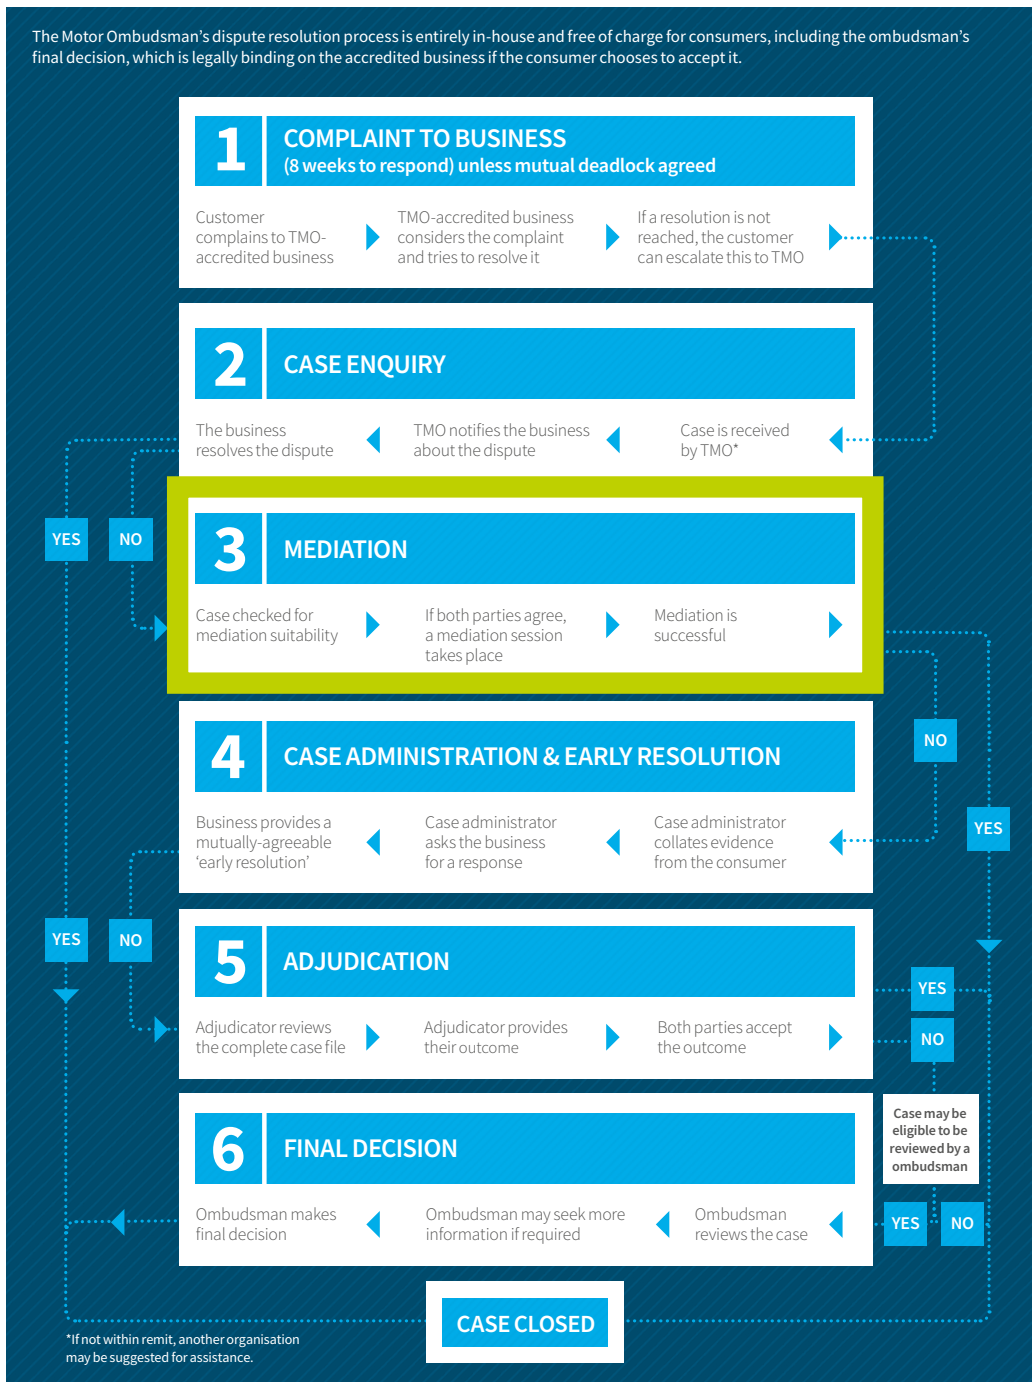 The Motor Ombudsman's dispute resolution process is entirely in-house and free of charge for consumers, including the ombudsman's
final decision, which is legally binding on the accredited business if the consumer chooses to accept it.
1
COMPLAINT TO BUSINESS
(8 weeks to respond) unless mutual deadlock agreed
Customer
complains to TMO-
accredited business
TMO-accredited business
considers the complaint
and tries to resolve it
If a resolution is not
reached, the customer
can escalate this to TMO
2
CASE ENQUIRY
The business
resolves the dispute
TMO notifies the business
about the dispute
Case is received
by TMO*
YES
NO
3
MEDIATION
Case checked for
mediation suitability
If both parties agree,
a mediation session
takes place
Mediation is
successful
NO
YES
4
CASE ADMINISTRATION & EARLY RESOLUTION
Business provides a
mutually-agreeable
'early resolution'
Case administrator
asks the business
for a response
Case administrator
collates evidence
from the consumer
YES
NO
5
ADJUDICATION
Adjudicator reviews
the complete case file
Adjudicator provides
their outcome
Both parties accept
the outcome
YES
NO
Case may be
eligible to be
reviewed by a
ombudsman
YES
NO
6
FINAL DECISION
Ombudsman makes
final decision
Ombudsman may seek more
information if required
Ombudsman
reviews the case
CASE CLOSED
*If not within remit, another organisation
may be suggested for assistance.